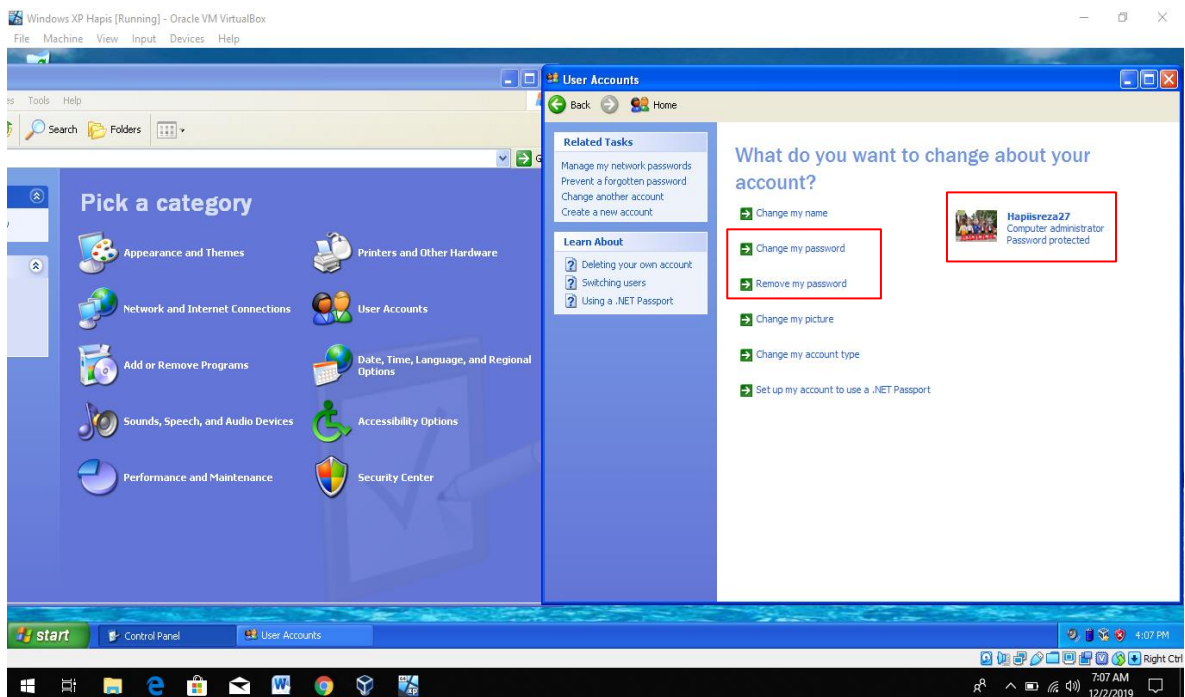 Windows XP Hapis [Running] - Oracle VM VirtualBox
File Machine View Input Devices Help
Tools Help
Search Folders
Pick a category
Appearance and Themes
Printers and Other Hardware
Network and Internet Connections
User Accounts
Add or Remove Programs
Date, Time, Language, and Regional
Options
Sounds, Speech, and Audio Devices
Accessibility Options
Performance and Maintenance
Security Center
User Accounts
Back Home
Related Tasks
Manage my network passwords
Prevent a forgotten password
Change another account
Create a new account
Learn About
Deleting your own account
Switching users
Using a .NET Passport
What do you want to change about your
account?
Change my name
Change my password
Remove my password
Change my picture
Change my account type
Set up my account to use a .NET Passport
Hapiisreza27
Computer administrator
Password protected
start Control Panel User Accounts 4:07 PM
Right Ctrl
7:07 AM
12/2/2019